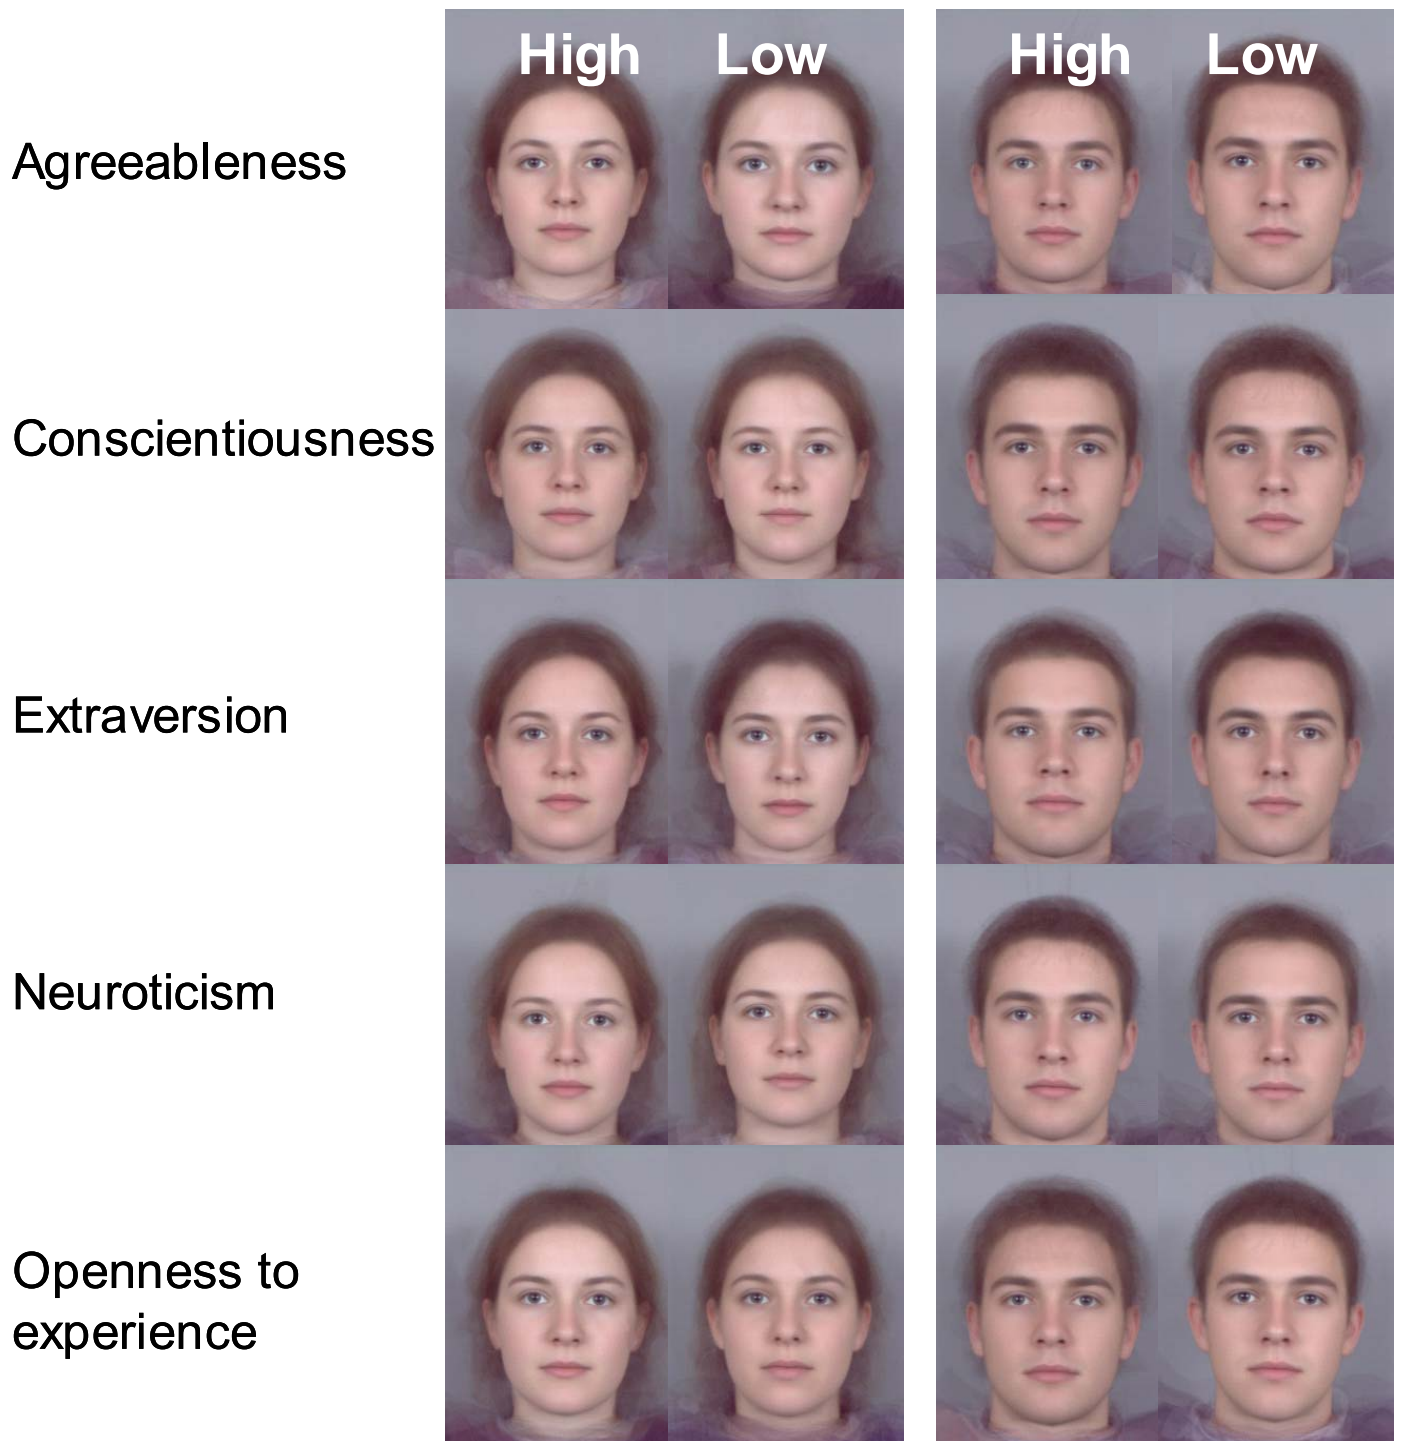 High Low High Low
Agreeableness
Conscientiousness
Extraversion
Neuroticism
Openness to
experience